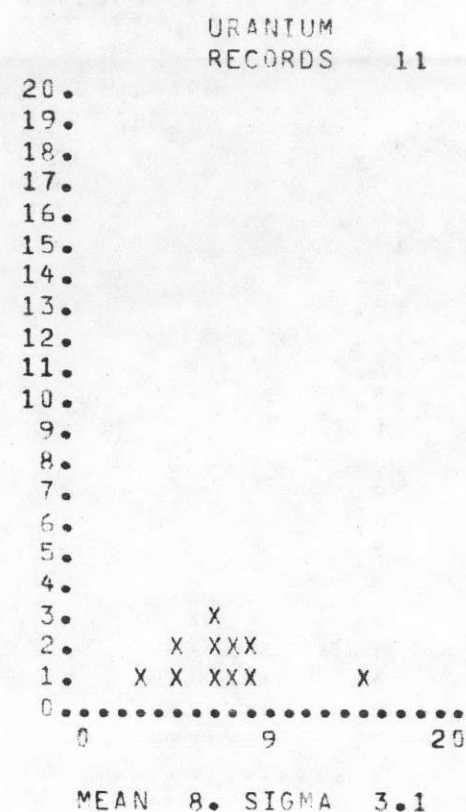 URANIUM
RECORDS 11
20.
19.
18.
17.
16.
15.
14.
13.
12.
11.
10.
9.
8.
7.
6.
5.
4.
3. X
2. X XXX
1. X X XXX X
0......................
0 9 20
MEAN 8. SIGMA 3.1